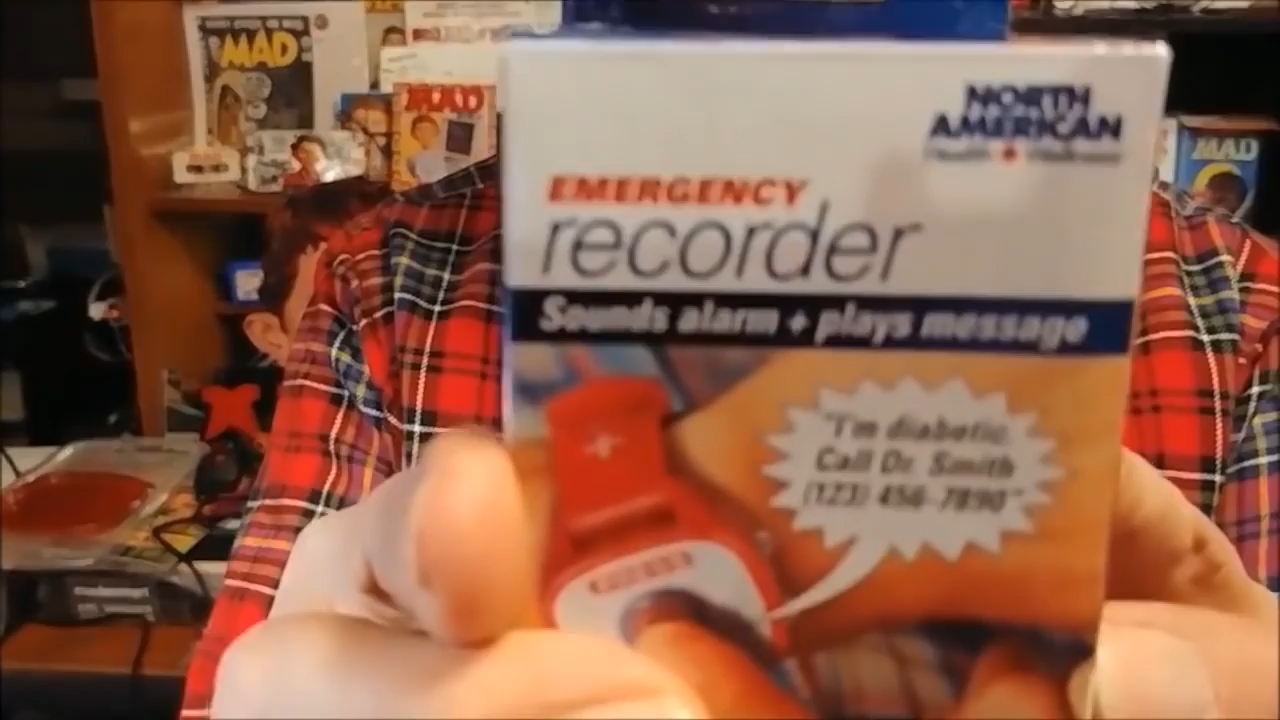 MAD
MAD
MAD
NORTH
AMERICAN
EMERGENCY
recorder
Sounds alarm + plays message
"I'm diabetic.
Call Dr. Smith
(123) 456-7890"